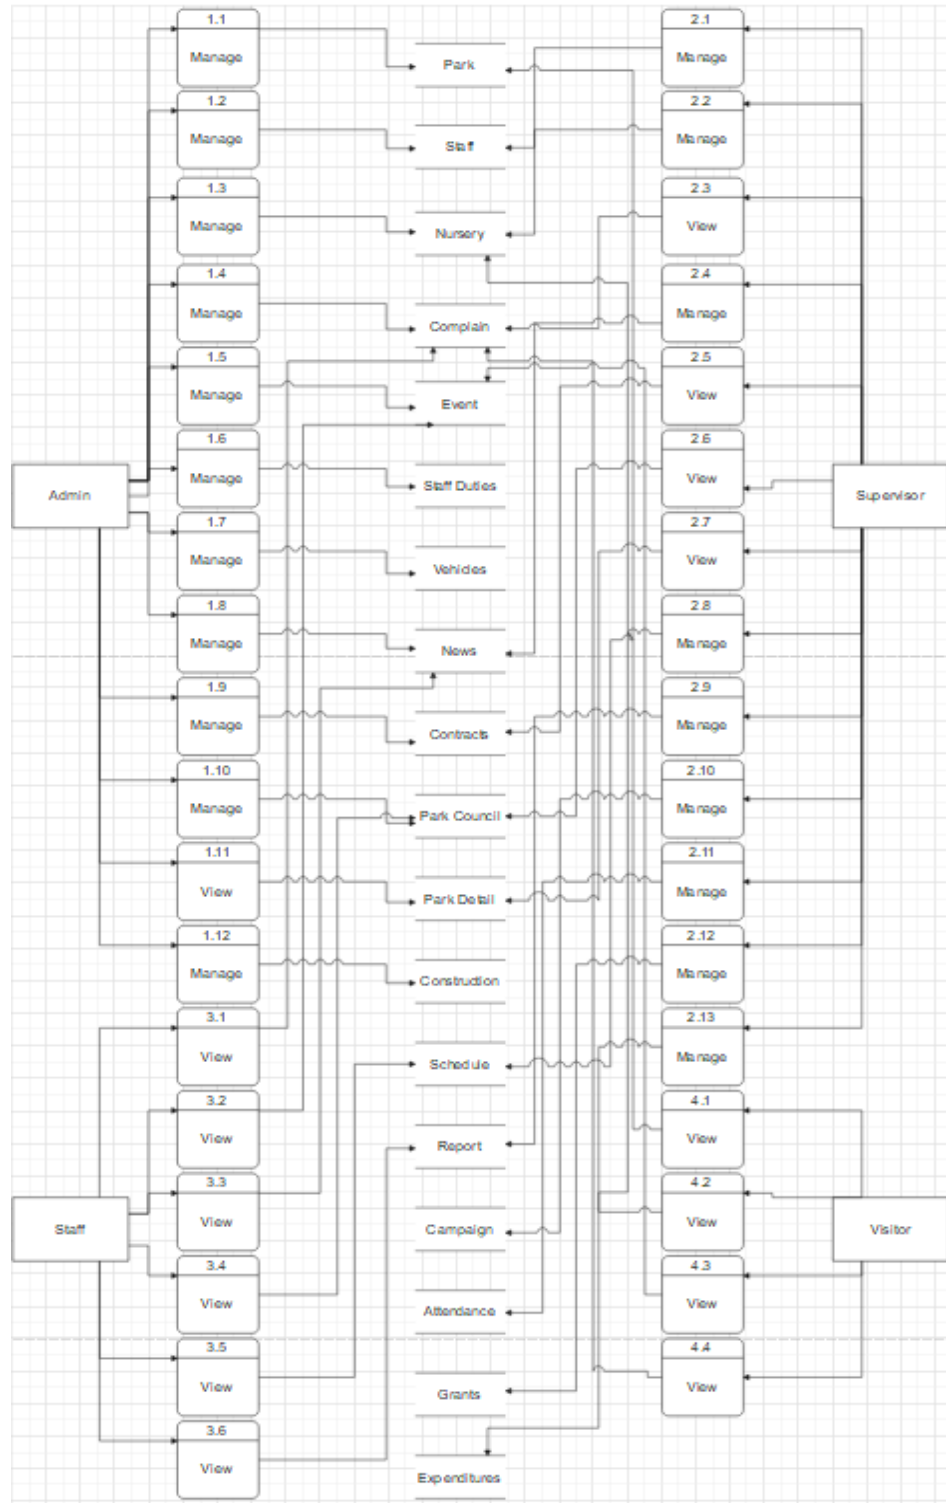 1.1
Manage
1.2
Manage
1.3
Manage
1.4
Manage
1.5
Manage
1.6
Manage
1.7
Manage
1.8
Manage
1.9
Manage
1.10
Manage
1.11
View
1.12
Manage
3.1
View
3.2
View
3.3
View
3.4
View
3.5
View
3.6
View
Admin
Staff
Park
Staff
Nursery
Complain
Event
Staff Duties
Vehicles
News
Contracts
Park Council
Park Detail
Construction
Schedule
Report
Campaign
Attendance
Grants
Expenditures
2.1
Manage
2.2
Manage
2.3
View
2.4
Manage
2.5
View
2.6
View
2.7
View
2.8
Manage
2.9
Manage
2.10
Manage
2.11
Manage
2.12
Manage
2.13
Manage
4.1
View
4.2
View
4.3
View
4.4
View
Supervisor
Visitor